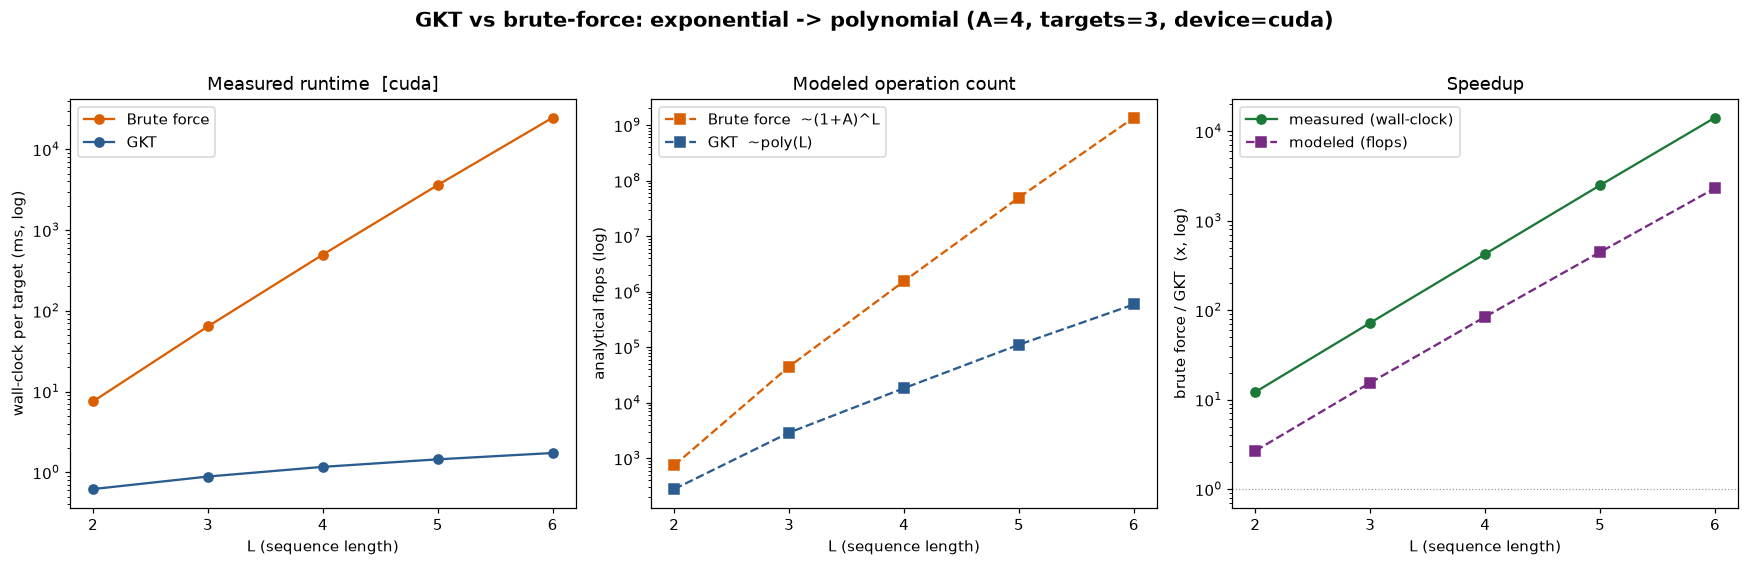 GKT vs brute-force: exponential -> polynomial (A=4, targets=3, device=cuda)
Measured runtime [cuda]
Brute force
GKT
wall-clock per target (ms, log)
10^4
10^3
10^2
10^1
10^0
2 3 4 5 6
L (sequence length)
Modeled operation count
Brute force ~(1+A)^L
GKT ~poly(L)
analytical flops (log)
10^9
10^8
10^7
10^6
10^5
10^4
10^3
2 3 4 5 6
L (sequence length)
Speedup
measured (wall-clock)
modeled (flops)
brute force / GKT (x, log)
10^4
10^3
10^2
10^1
10^0
2 3 4 5 6
L (sequence length)